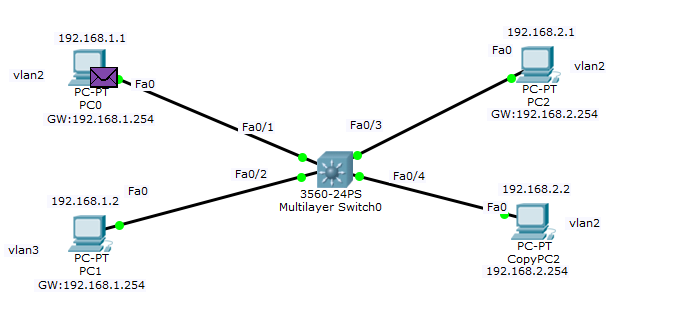 192.168.1.1
vlan2
Fa0
PC-PT
PC0
GW:192.168.1.254
Fa0/1
192.168.2.1
Fa0
vlan2
PC-PT
PC2
GW:192.168.2.254
Fa0/3
Fa0/2
Fa0/4
3560-24PS
Multilayer Switch0
Fa0
192.168.1.2
vlan3
PC-PT
PC1
GW:192.168.1.254
192.168.2.2
Fa0
vlan2
PC-PT
CopyPC2
192.168.2.254